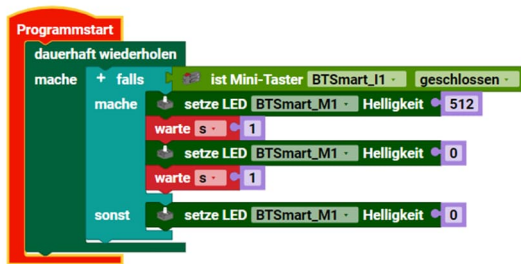 Programmstart
dauerhaft wiederholen
mache + falls ist Mini-Taster BTSmart_I1 geschlossen
mache setze LED BTSmart_M1 Helligkeit 512
warte s 1
setze LED BTSmart_M1 Helligkeit 0
warte s 1
sonst setze LED BTSmart_M1 Helligkeit 0